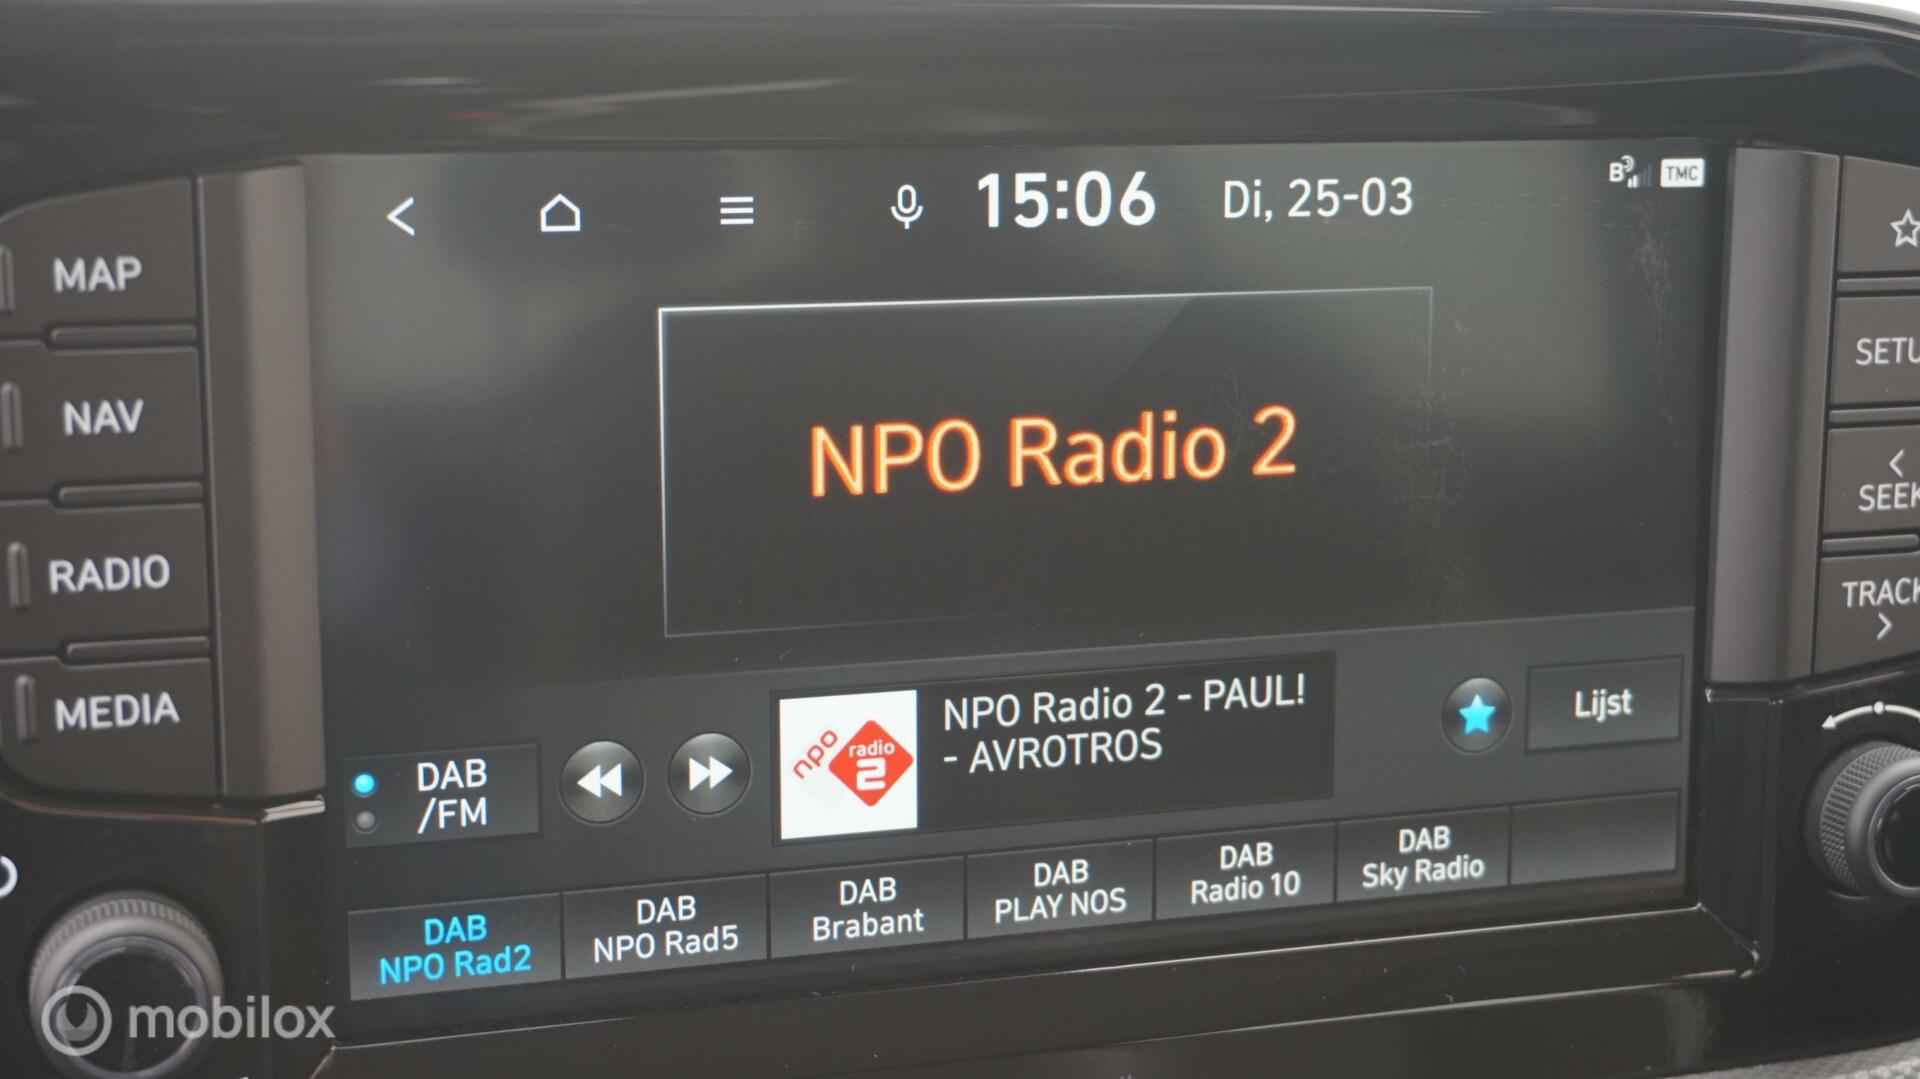 15:06 Di, 25-03
B TMC
MAP
NAV
RADIO
MEDIA
SETU
SEEK
TRACK
NPO Radio 2
npo radio 2
NPO Radio 2 - PAUL!
- AVROTROS
Lijst
DAB
/FM
DAB
NPO Rad2
DAB
NPO Rad5
DAB
Brabant
DAB
PLAY NOS
DAB
Radio 10
DAB
Sky Radio
mobilox